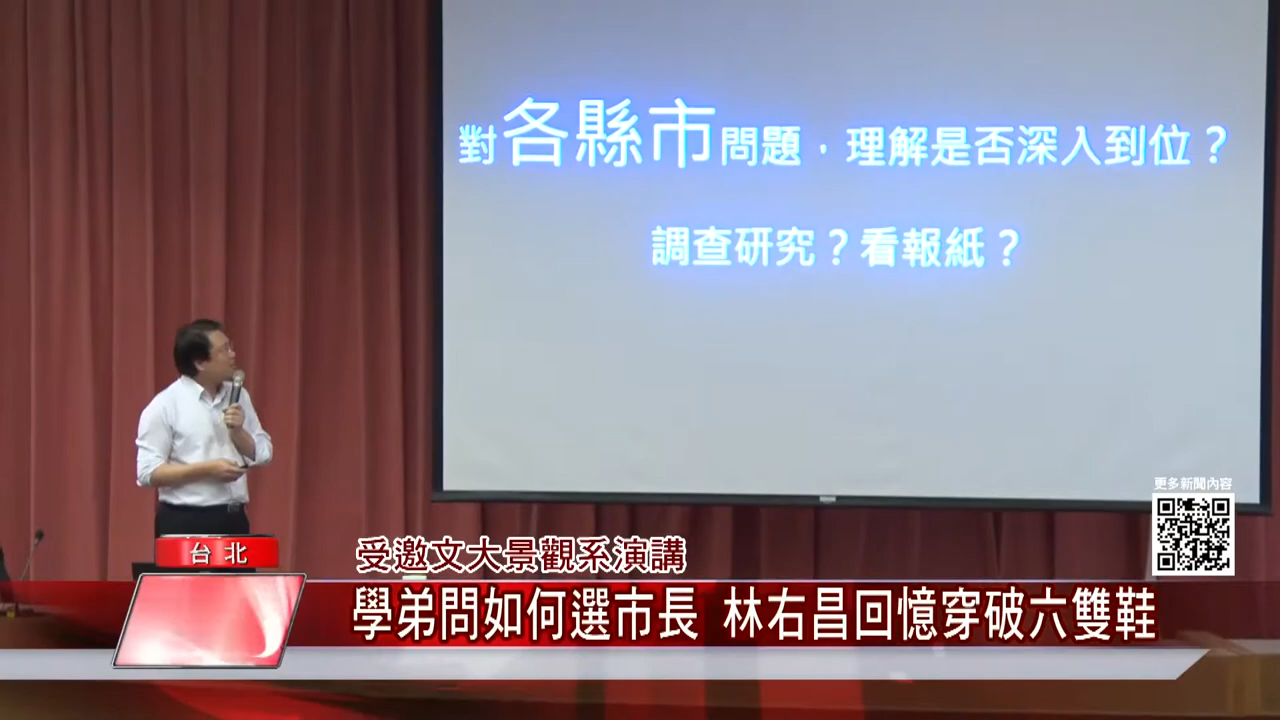 對各縣市問題，理解是否深入到位？
調查研究？看報紙？
更多新聞內容
台北
受邀文大景觀系演講
學弟問如何選市長 林右昌回憶穿破六雙鞋